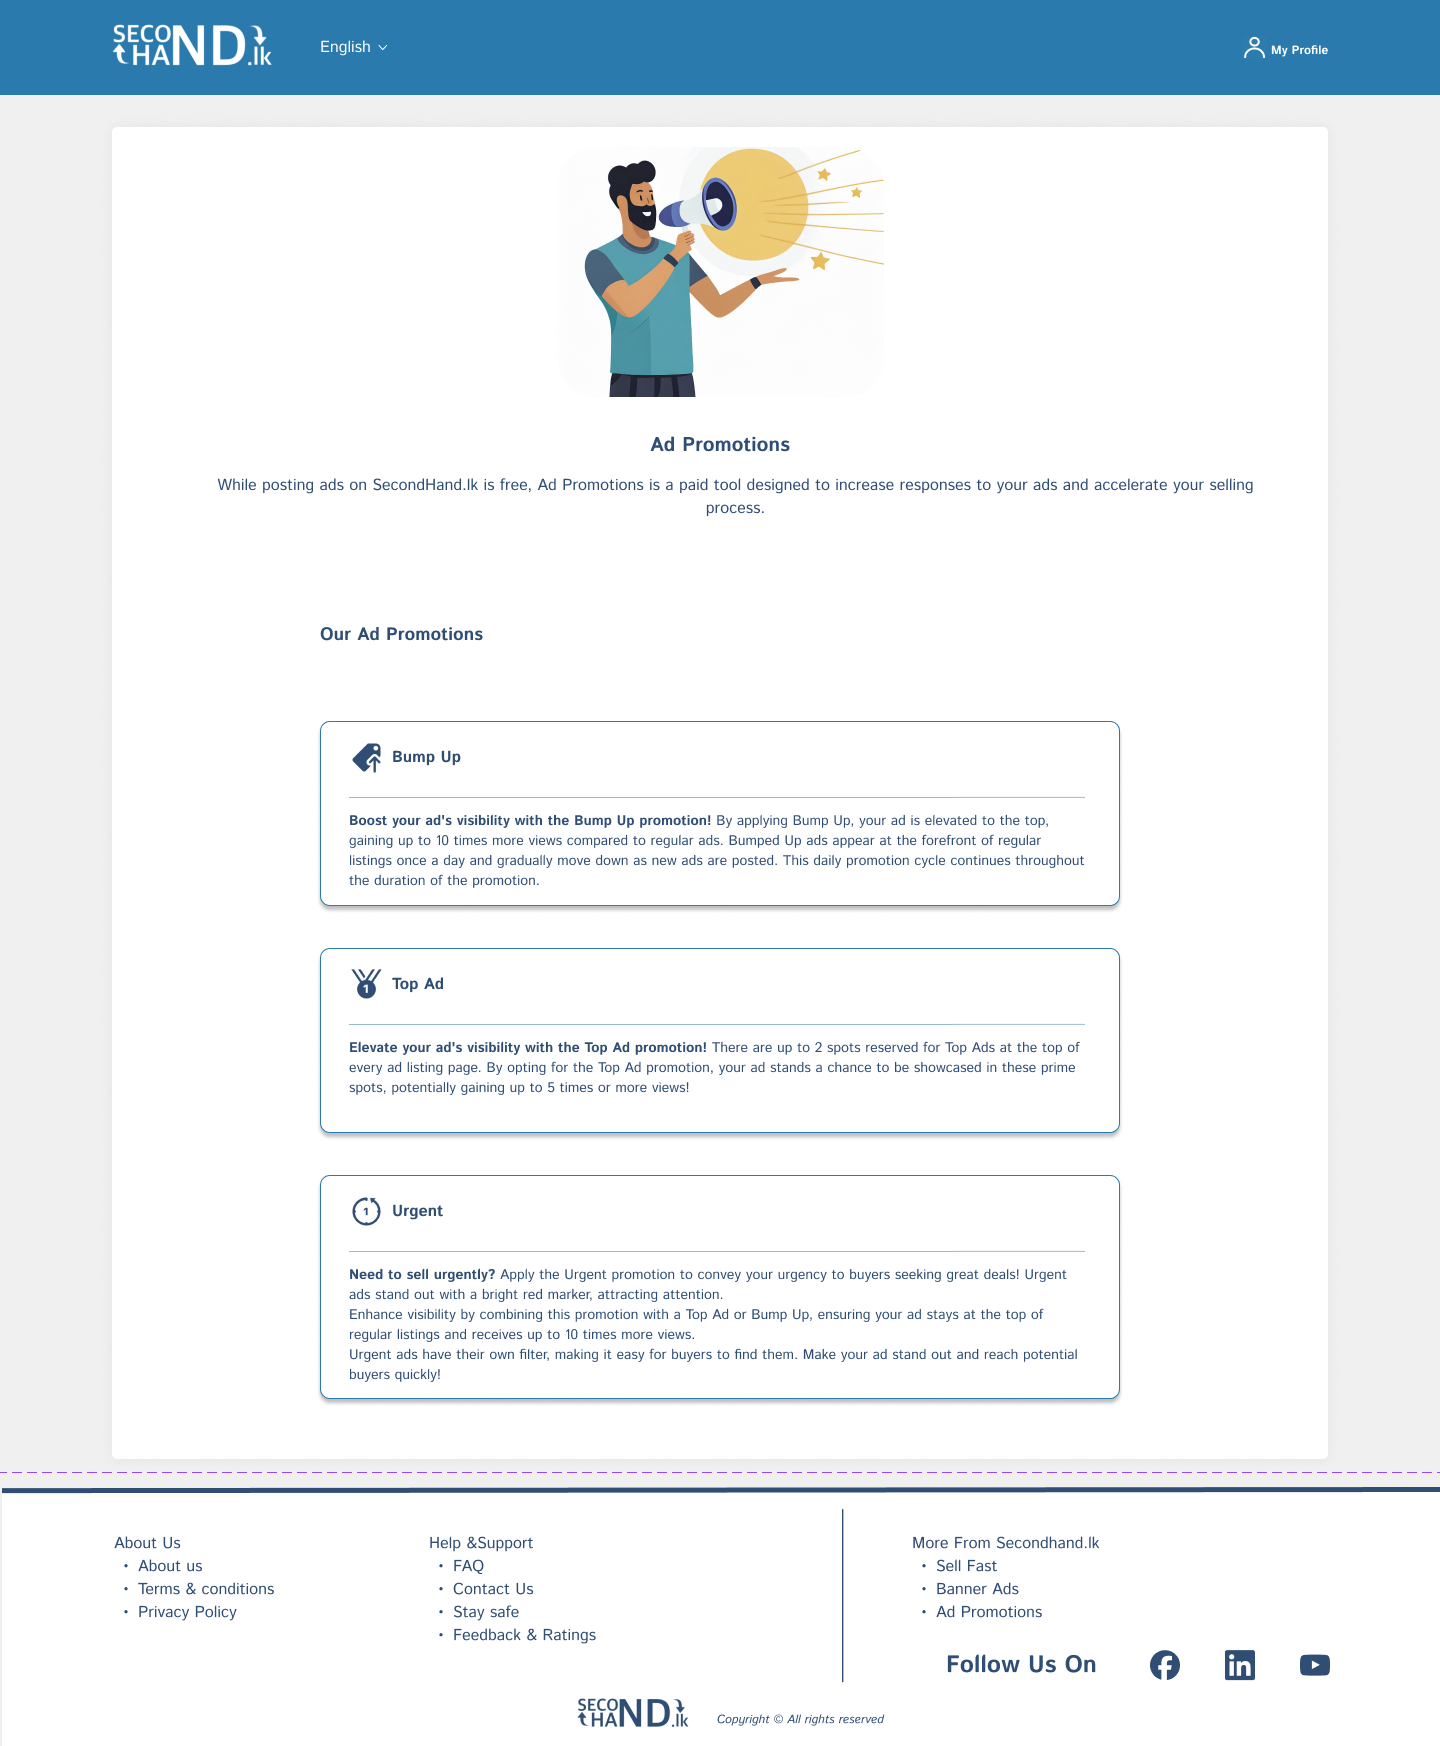 SECOHAND.lk
English
My Profile
Ad Promotions
While posting ads on SecondHand.lk is free, Ad Promotions is a paid tool designed to increase responses to your ads and accelerate your selling
process.
Our Ad Promotions
Bump Up
Boost your ad's visibility with the Bump Up promotion! By applying Bump Up, your ad is elevated to the top,
gaining up to 10 times more views compared to regular ads. Bumped Up ads appear at the forefront of regular
listings once a day and gradually move down as new ads are posted. This daily promotion cycle continues throughout
the duration of the promotion.
1
Top Ad
Elevate your ad's visibility with the Top Ad promotion! There are up to 2 spots reserved for Top Ads at the top of
every ad listing page. By opting for the Top Ad promotion, your ad stands a chance to be showcased in these prime
spots, potentially gaining up to 5 times or more views!
1
Urgent
Need to sell urgently? Apply the Urgent promotion to convey your urgency to buyers seeking great deals! Urgent
ads stand out with a bright red marker, attracting attention.
Enhance visibility by combining this promotion with a Top Ad or Bump Up, ensuring your ad stays at the top of
regular listings and receives up to 10 times more views.
Urgent ads have their own filter, making it easy for buyers to find them. Make your ad stand out and reach potential
buyers quickly!
About Us
• About us
• Terms & conditions
• Privacy Policy
Help &Support
• FAQ
• Contact Us
• Stay safe
• Feedback & Ratings
More From Secondhand.lk
• Sell Fast
• Banner Ads
• Ad Promotions
Follow Us On
in
SECOHAND.lk
Copyright © All rights reserved